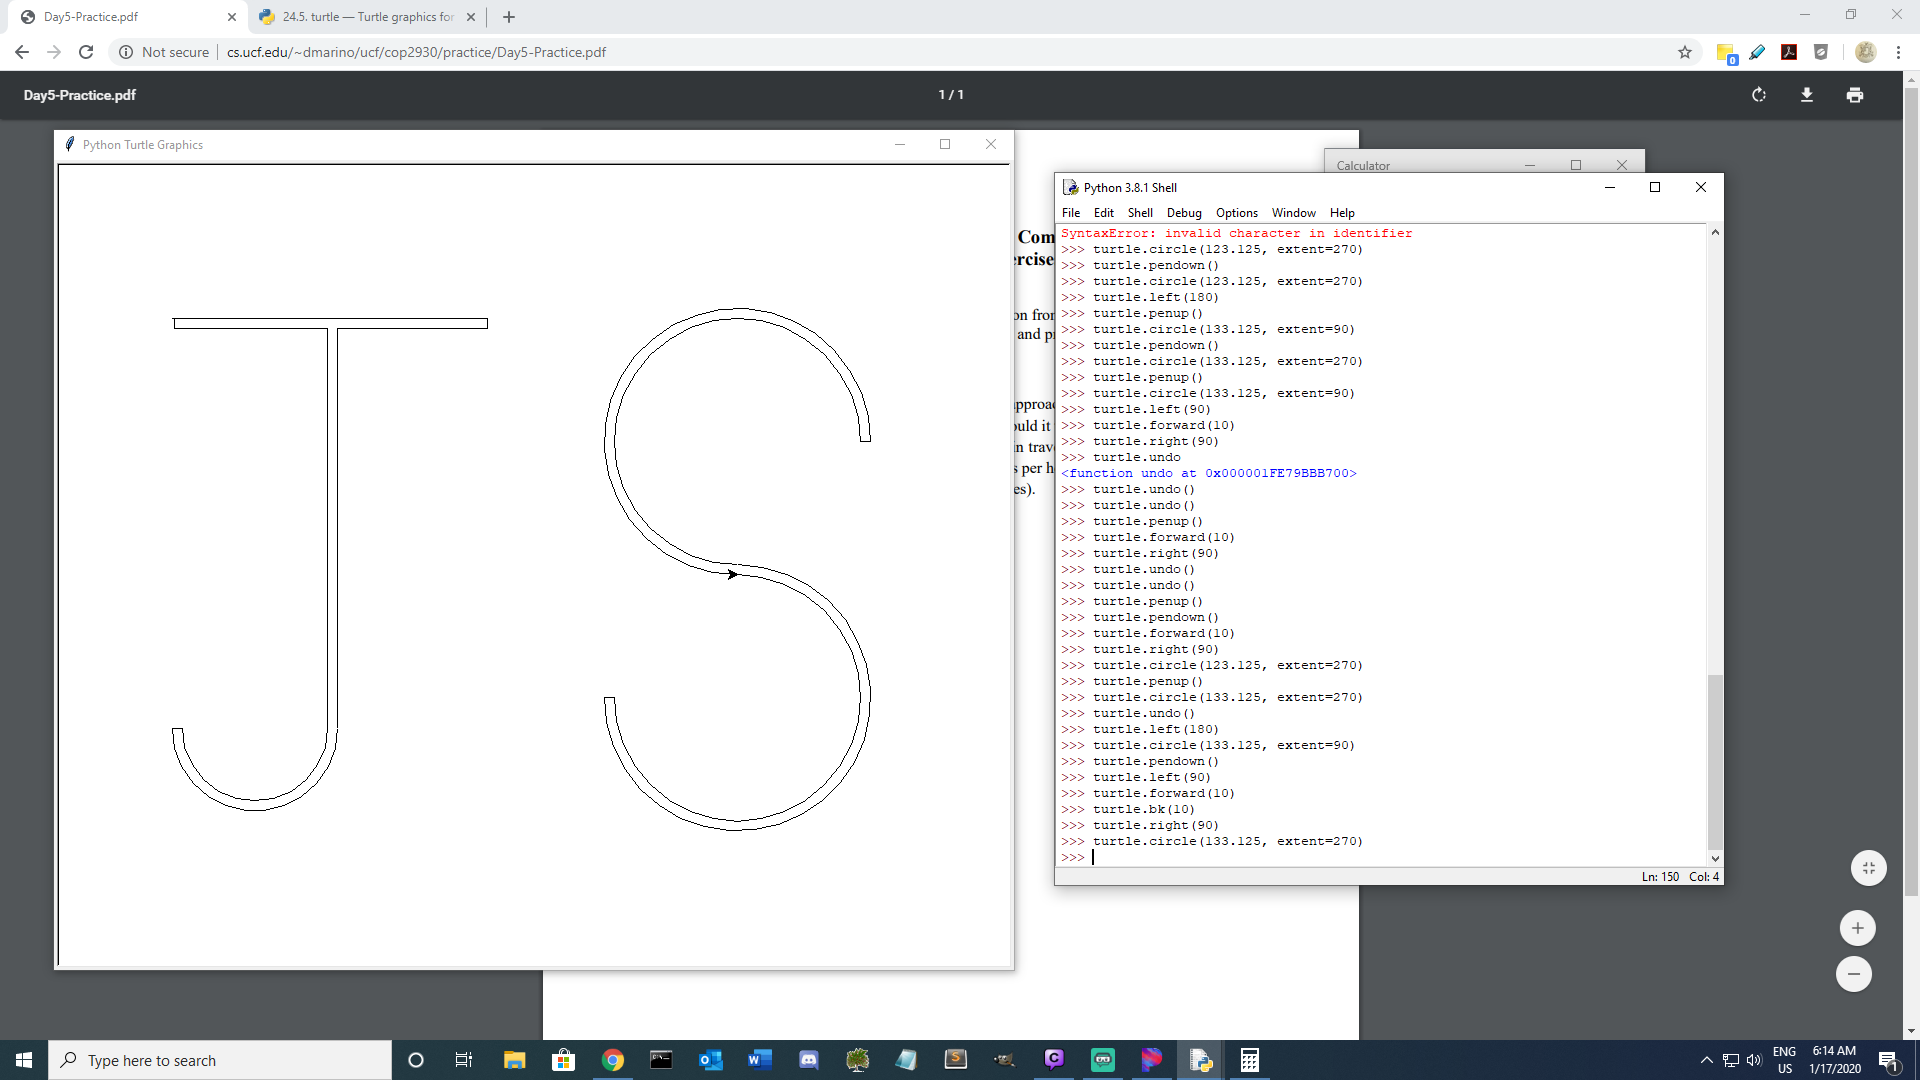 Day5-Practice.pdf
24.5. turtle — Turtle graphics for
Not secure
cs.ucf.edu/~dmarino/ucf/cop2930/practice/Day5-Practice.pdf
0
Day5-Practice.pdf
1 / 1
Python Turtle Graphics
Com
ercise
on from
and pr
approac
ould it
in trave
s per h
es).
Calculator
Python 3.8.1 Shell
File Edit Shell Debug Options Window Help
SyntaxError: invalid character in identifier
>>> turtle.circle(123.125, extent=270)
>>> turtle.pendown()
>>> turtle.circle(123.125, extent=270)
>>> turtle.left(180)
>>> turtle.penup()
>>> turtle.circle(133.125, extent=90)
>>> turtle.pendown()
>>> turtle.circle(133.125, extent=270)
>>> turtle.penup()
>>> turtle.circle(133.125, extent=90)
>>> turtle.left(90)
>>> turtle.forward(10)
>>> turtle.right(90)
>>> turtle.undo
<function undo at 0x000001FE79BBB700>
>>> turtle.undo()
>>> turtle.undo()
>>> turtle.penup()
>>> turtle.forward(10)
>>> turtle.right(90)
>>> turtle.undo()
>>> turtle.undo()
>>> turtle.penup()
>>> turtle.pendown()
>>> turtle.forward(10)
>>> turtle.right(90)
>>> turtle.circle(123.125, extent=270)
>>> turtle.penup()
>>> turtle.circle(133.125, extent=270)
>>> turtle.undo()
>>> turtle.left(180)
>>> turtle.circle(133.125, extent=90)
>>> turtle.pendown()
>>> turtle.left(90)
>>> turtle.forward(10)
>>> turtle.bk(10)
>>> turtle.right(90)
>>> turtle.circle(133.125, extent=270)
>>>
Ln: 150 Col: 4
Type here to search
ENG
US
6:14 AM
1/17/2020
1